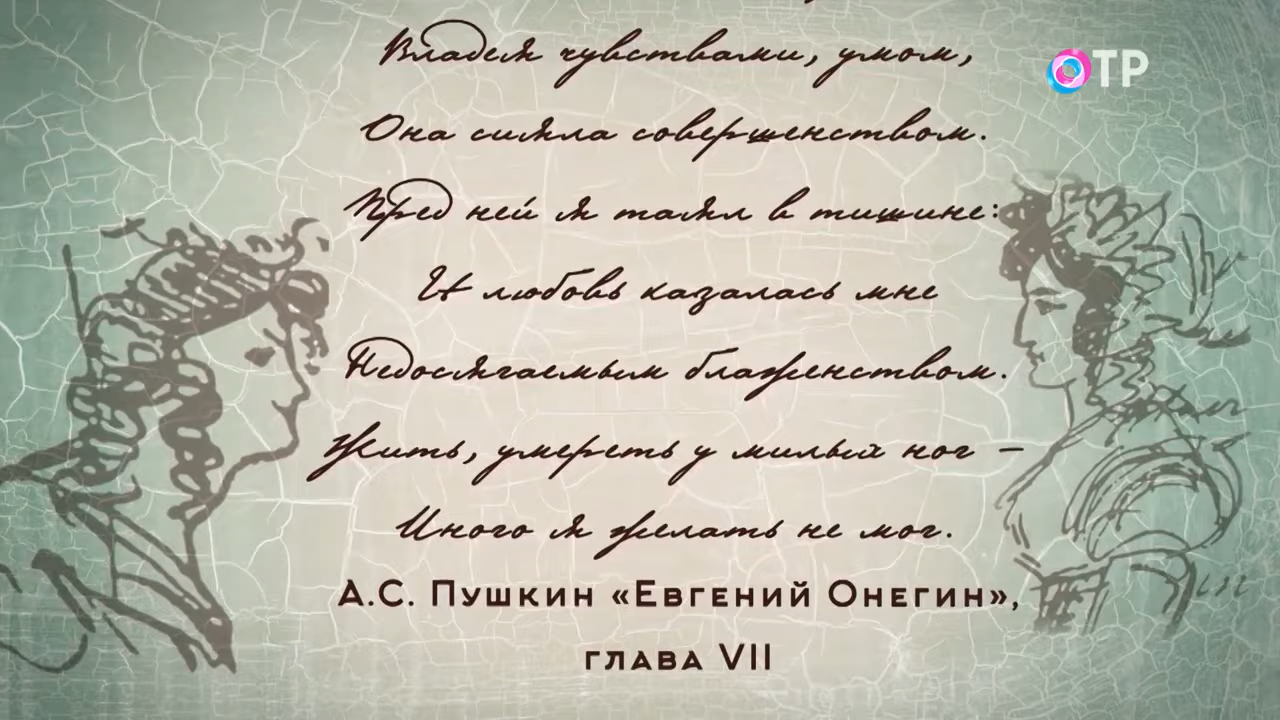 Владея чувствами, умом,
ОТР
Она сияла совершенством.
Пред ней я таял в тишине:
И любовь казалась мне
Недосягаемым блаженством.
Жить, умереть у милых ног –
Иного я желать не мог.
А.С. Пушкин «Евгений Онегин»,
глава VII